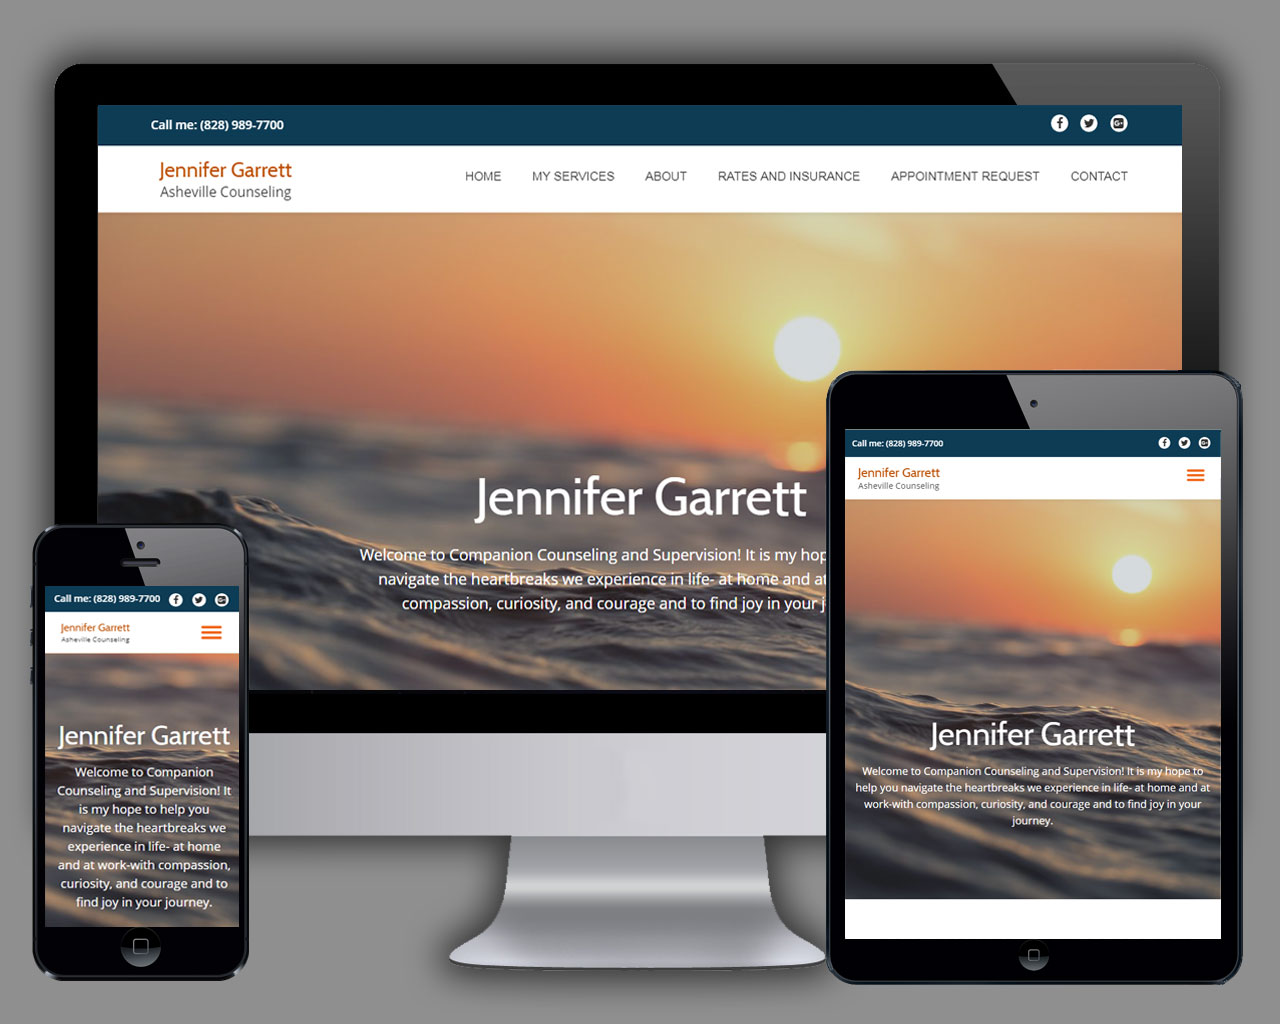 Call me: (828) 989-7700
Jennifer Garrett
Asheville Counseling
HOME MY SERVICES ABOUT RATES AND INSURANCE APPOINTMENT REQUEST CONTACT
Jennifer Garrett
Welcome to Companion Counseling and Supervision! It is my hop
navigate the heartbreaks we experience in life- at home and at
compassion, curiosity, and courage and to find joy in your j
Call me: (828) 989-7700
Jennifer Garrett
Asheville Counseling
Jennifer Garrett
Welcome to Companion Counseling and Supervision! It is my hope to
help you navigate the heartbreaks we experience in life- at home and at
work-with compassion, curiosity, and courage and to find joy in your
journey.
Call me: (828) 989-7700
Jennifer Garrett
Asheville Counseling
Jennifer Garrett
Welcome to Companion
Counseling and Supervision! It
is my hope to help you
navigate the heartbreaks we
experience in life- at home
and at work-with compassion,
curiosity, and courage and to
find joy in your journey.